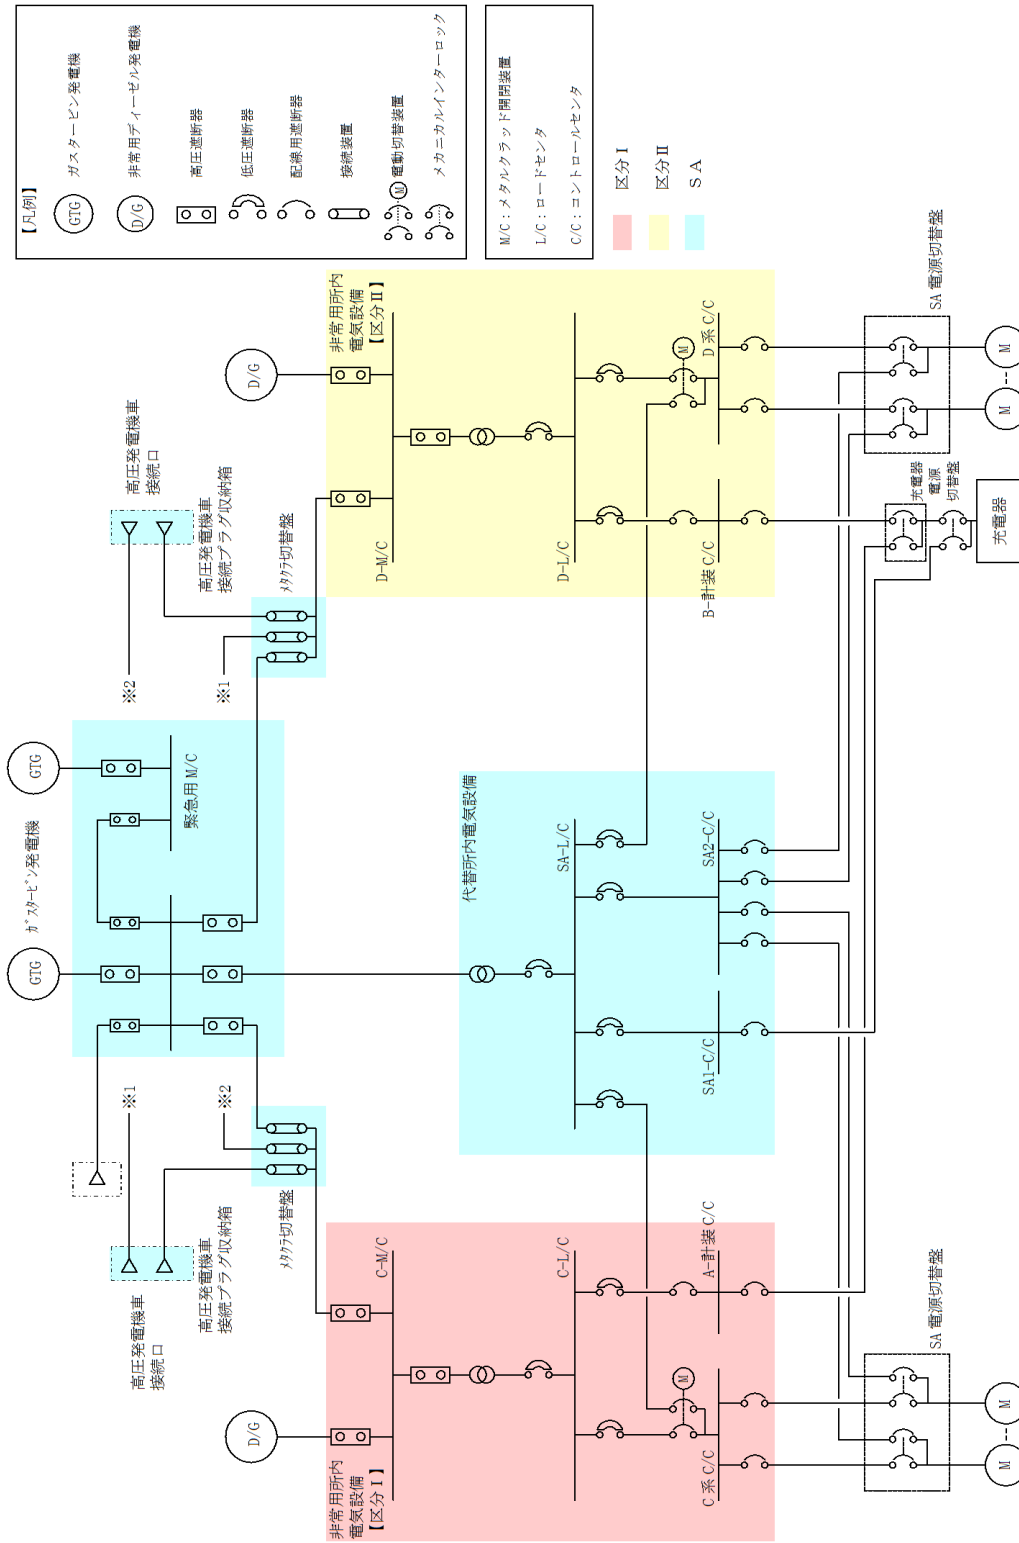 【凡例】
GTG
ガスタービン発電機
D/G
非常用ディーゼル発電機
高圧遮断器
低圧遮断器
配線用遮断器
接続装置
M
電動切替装置
メカニカルインターロック
M/C：メタルクラッド開閉装置
L/C：ロードセンタ
C/C：コントロールセンタ
区分Ⅰ
区分Ⅱ
ＳＡ
GTG
ガスタービン発電機
GTG
緊急用 M/C
高圧発電機車
接続口
※1
※2
高圧発電機車
接続プラグ収納箱
ﾒﾀｸﾗ切替盤
高圧発電機車
接続口
※2
※1
高圧発電機車
接続プラグ収納箱
ﾒﾀｸﾗ切替盤
D/G
非常用所内
電気設備
【区分Ⅰ】
C-M/C
C-L/C
M
C 系 C/C
A-計装 C/C
代替所内電気設備
SA-L/C
SA1-C/C
SA2-C/C
D/G
非常用所内
電気設備
【区分Ⅱ】
D-M/C
D-L/C
M
B-計装 C/C
D 系 C/C
SA 電源切替盤
M
M
充電器
電源
切替盤
充電器
SA 電源切替盤
M
M